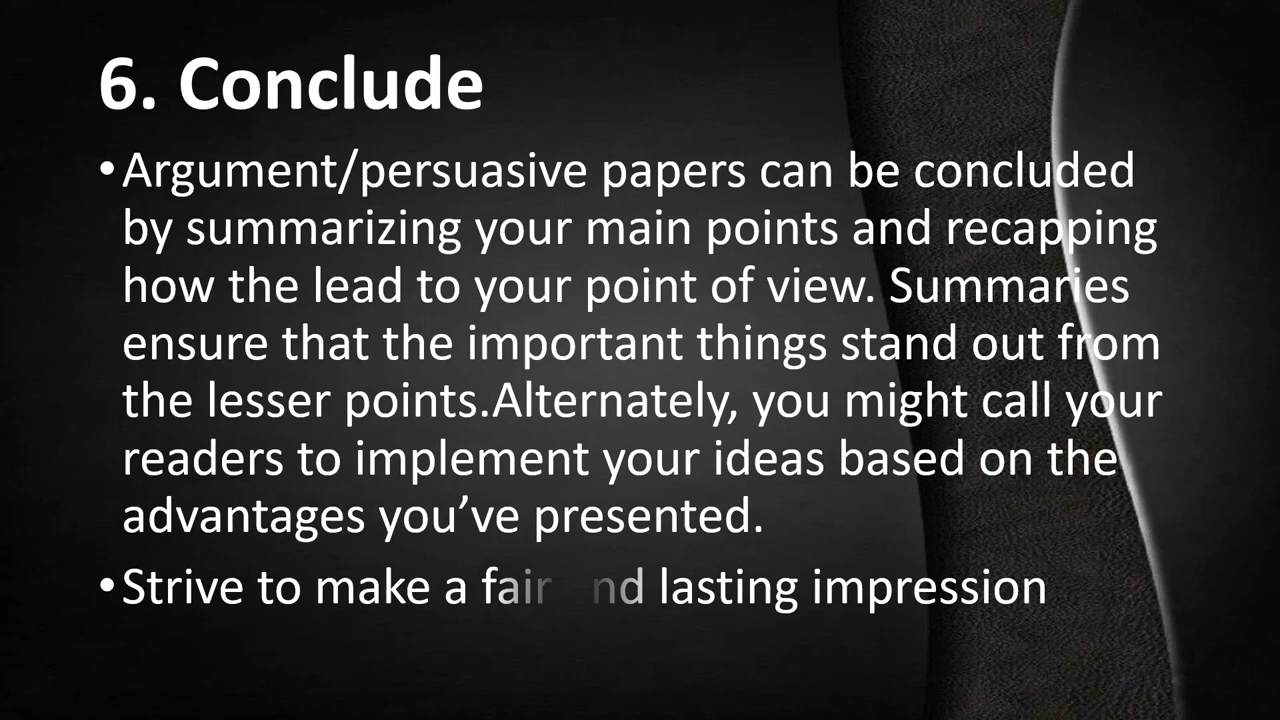 6. Conclude
•Argument/persuasive papers can be concluded
by summarizing your main points and recapping
how the lead to your point of view. Summaries
ensure that the important things stand out from
the lesser points.Alternately, you might call your
readers to implement your ideas based on the
advantages you’ve presented.
•Strive to make a fair lasting impression